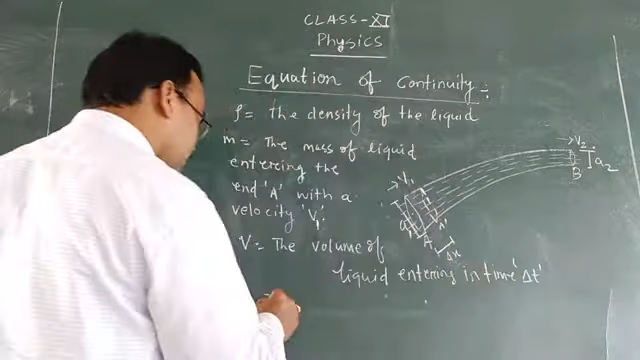 CLASS-XI
Physics
Equation of Continuity:
ρ= the density of the liquid
ṁ= The mass of liquid
entering the
end 'A' with a
velocity 'V₁'.
V= The volume of
liquid entering in time 'Δt'
→V₂
a₂
B
→V₁
a₁
A
A'
Δx